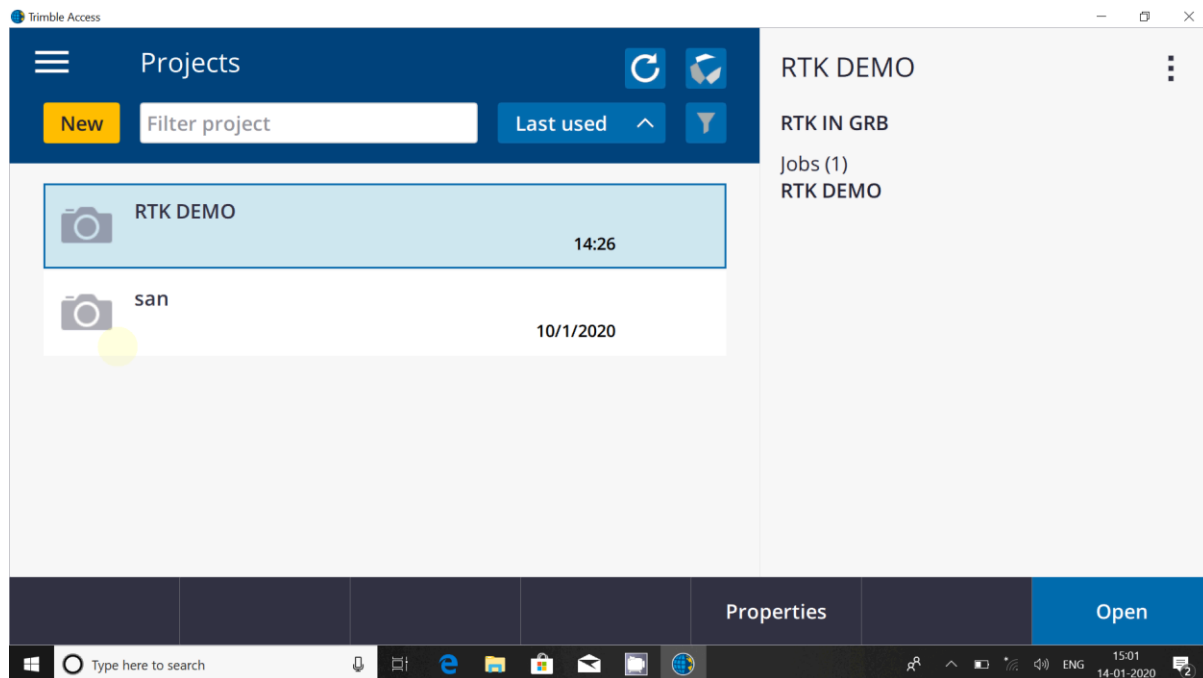 Trimble Access
Projects
New
Filter project
Last used
RTK DEMO
14:26
san
10/1/2020
RTK DEMO
RTK IN GRB
Jobs (1)
RTK DEMO
Properties
Open
Type here to search
ENG
15:01
14-01-2020
2